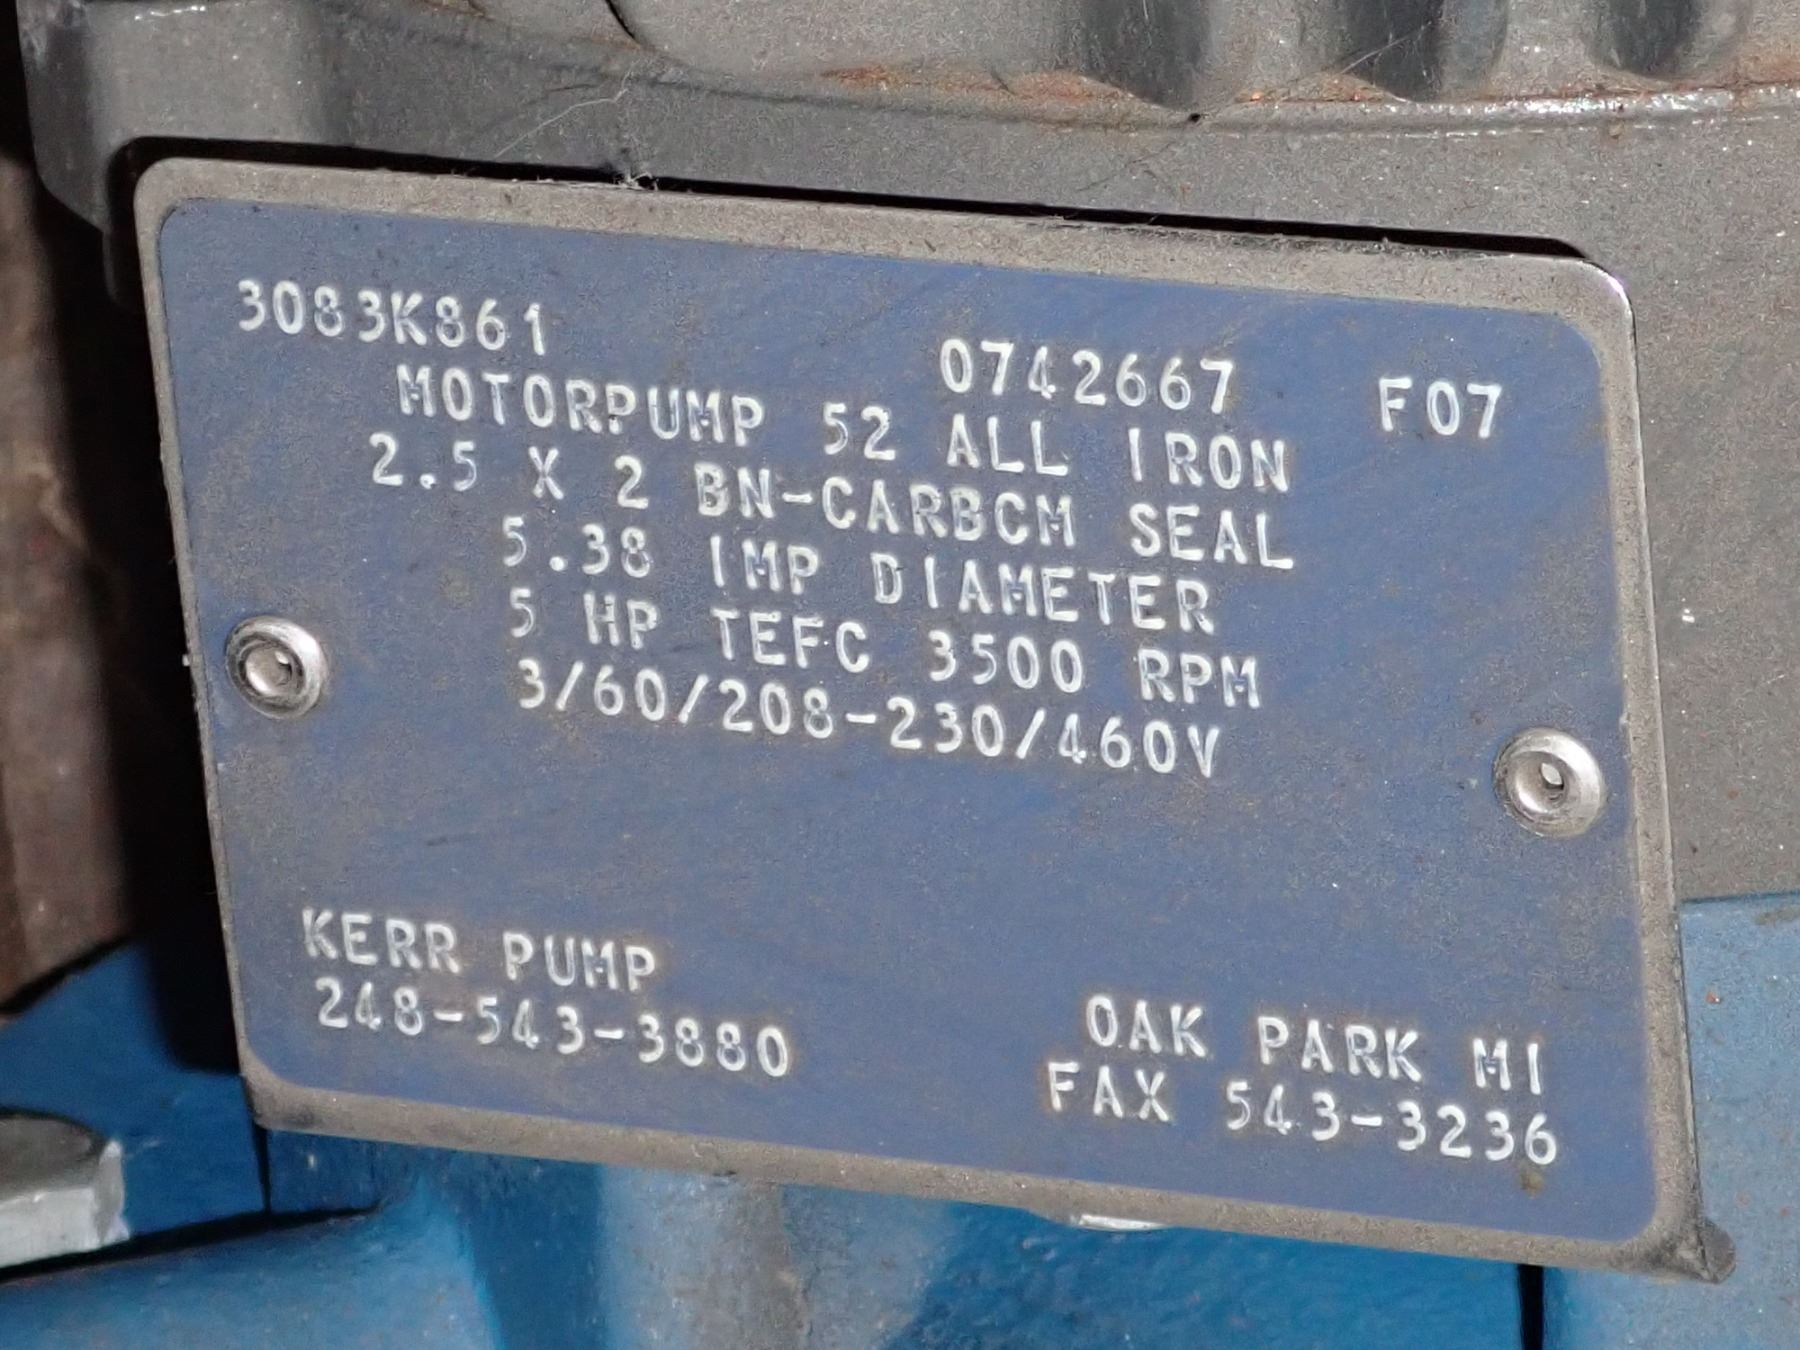 3083K861
0742667 F07
MOTORPUMP 52 ALL IRON
2.5 X 2 BN-CARBCM SEAL
5.38 IMP DIAMETER
5 HP TEFC 3500 RPM
3/60/208-230/460V
KERR PUMP
248-543-3880
OAK PARK MI
FAX 543-3236